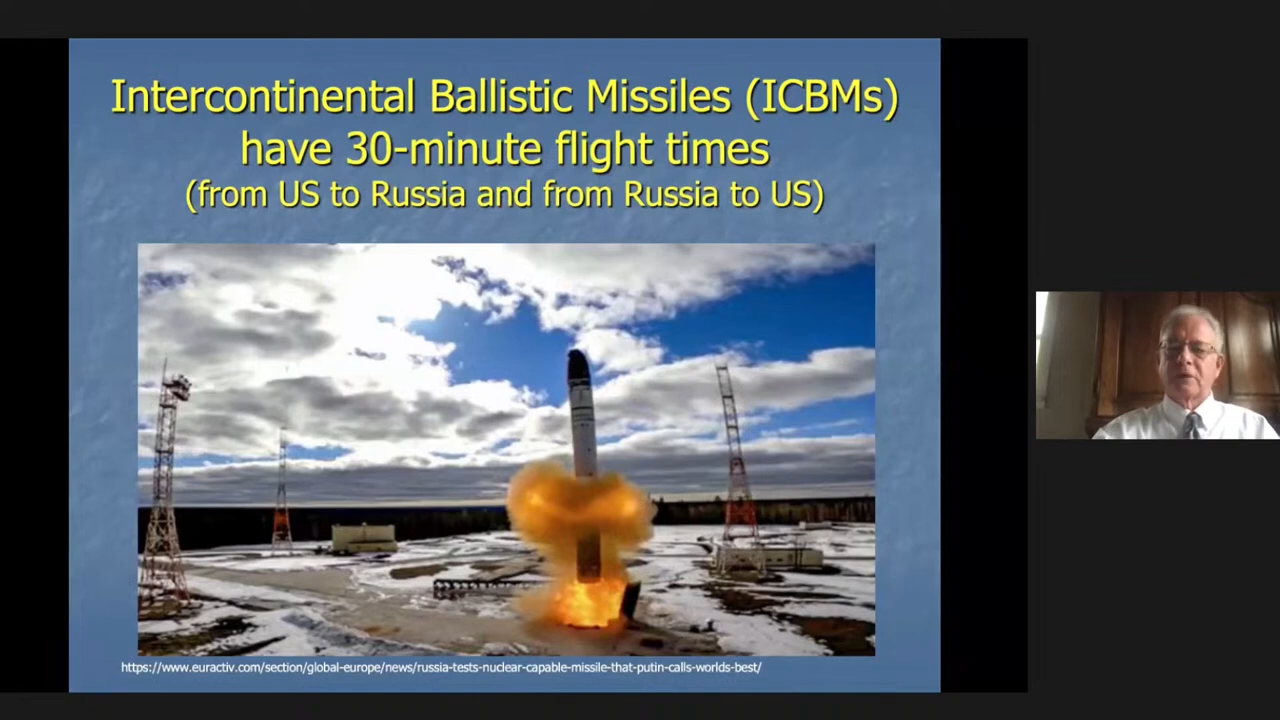 Intercontinental Ballistic Missiles (ICBMs)
have 30-minute flight times
(from US to Russia and from Russia to US)
https://www.euractiv.com/section/global-europe/news/russia-tests-nuclear-capable-missile-that-putin-calls-worlds-best/